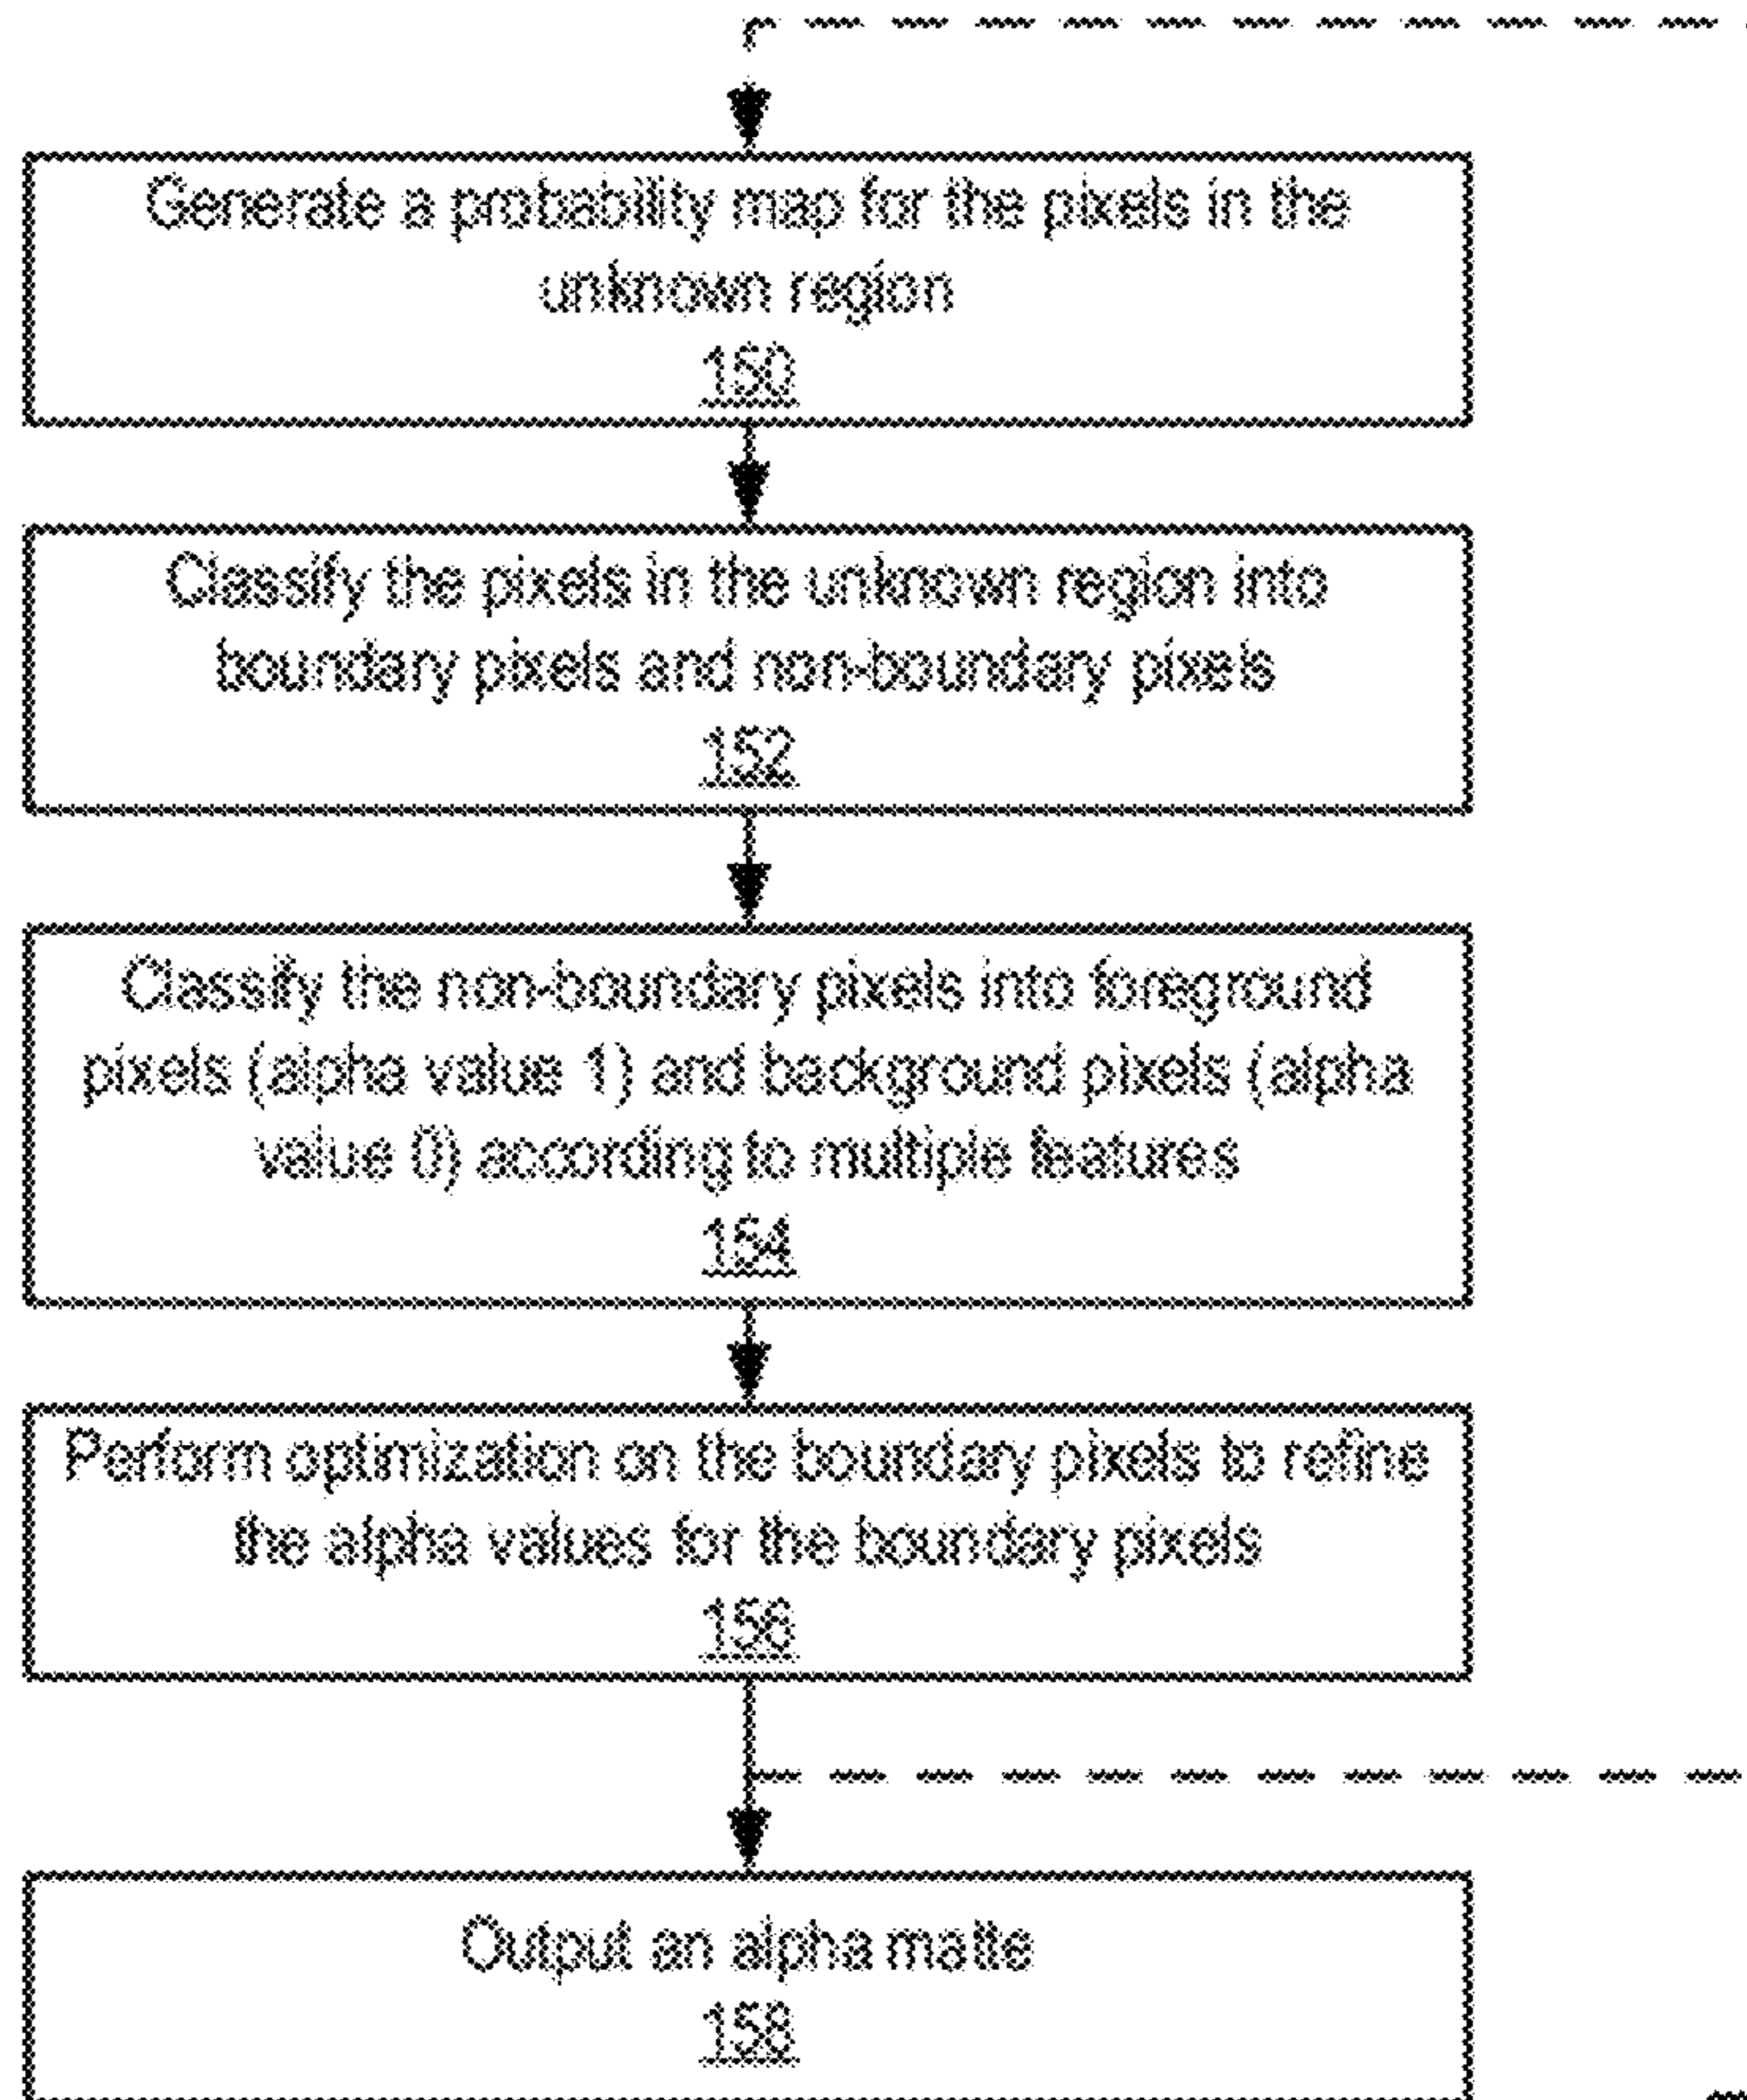 Generate a probability map for the pixels in the
unknown region
150
Classify the pixels in the unknown region into
boundary pixels and non-boundary pixels
152
Classify the non-boundary pixels into foreground
pixels (alpha value 1) and background pixels (alpha
value 0) according to multiple features
154
Perform optimization on the boundary pixels to refine
the alpha values for the boundary pixels
156
Output an alpha matte
158